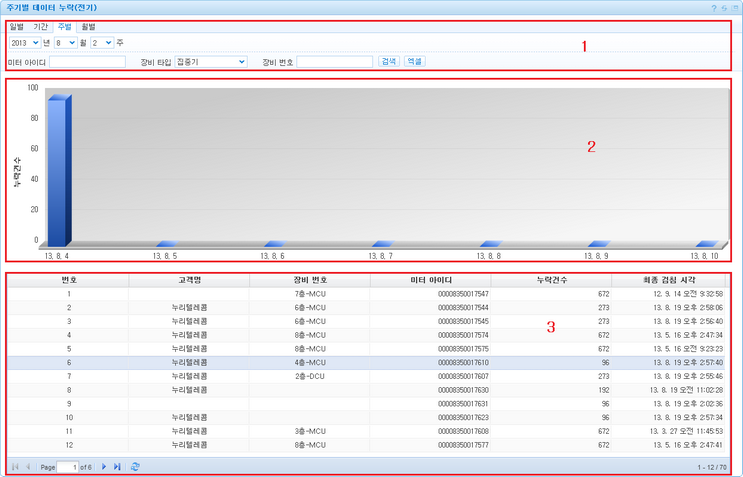 주기별 데이터 누락(전기)
일별 기간 주별 월별
2013 년 8 월 2 주
1
미터 아이디 장비 타입 집중기 장비 번호 검색 엑셀
100
80
60
40
20
0
누락건수
2
13. 8. 4 13. 8. 5 13. 8. 6 13. 8. 7 13. 8. 8 13. 8. 9 13. 8. 10
번호 고객명 장비 번호 미터 아이디 누락건수 최종 검침 시각
1 7층-MCU 00008350017547 672 12. 9. 14 오전 9:32:58
2 누리텔레콤 6층-MCU 00008350017544 273 13. 8. 19 오후 2:58:06
3 누리텔레콤 6층-MCU 00008350017545 273 13. 8. 19 오후 2:56:40
3
4 누리텔레콤 8층-MCU 00008350017574 672 13. 5. 16 오후 2:47:34
5 누리텔레콤 8층-MCU 00008350017575 672 13. 5. 16 오후 9:23:23
6 누리텔레콤 4층-MCU 00008350017610 96 13. 8. 19 오후 2:57:40
7 누리텔레콤 2층-DCU 00008350017607 273 13. 8. 19 오후 2:55:46
8 누리텔레콤 00008350017630 192 13. 8. 19 오전 11:02:28
9 00008350017631 96 13. 8. 19 오후 2:02:36
10 누리텔레콤 00008350017623 96 13. 8. 19 오후 2:57:34
11 누리텔레콤 3층-MCU 00008350017608 672 13. 3. 27 오전 11:45:53
12 누리텔레콤 8층-MCU 00008350017577 672 13. 5. 16 오후 2:47:41
Page 1 of 6 1 - 12 / 70